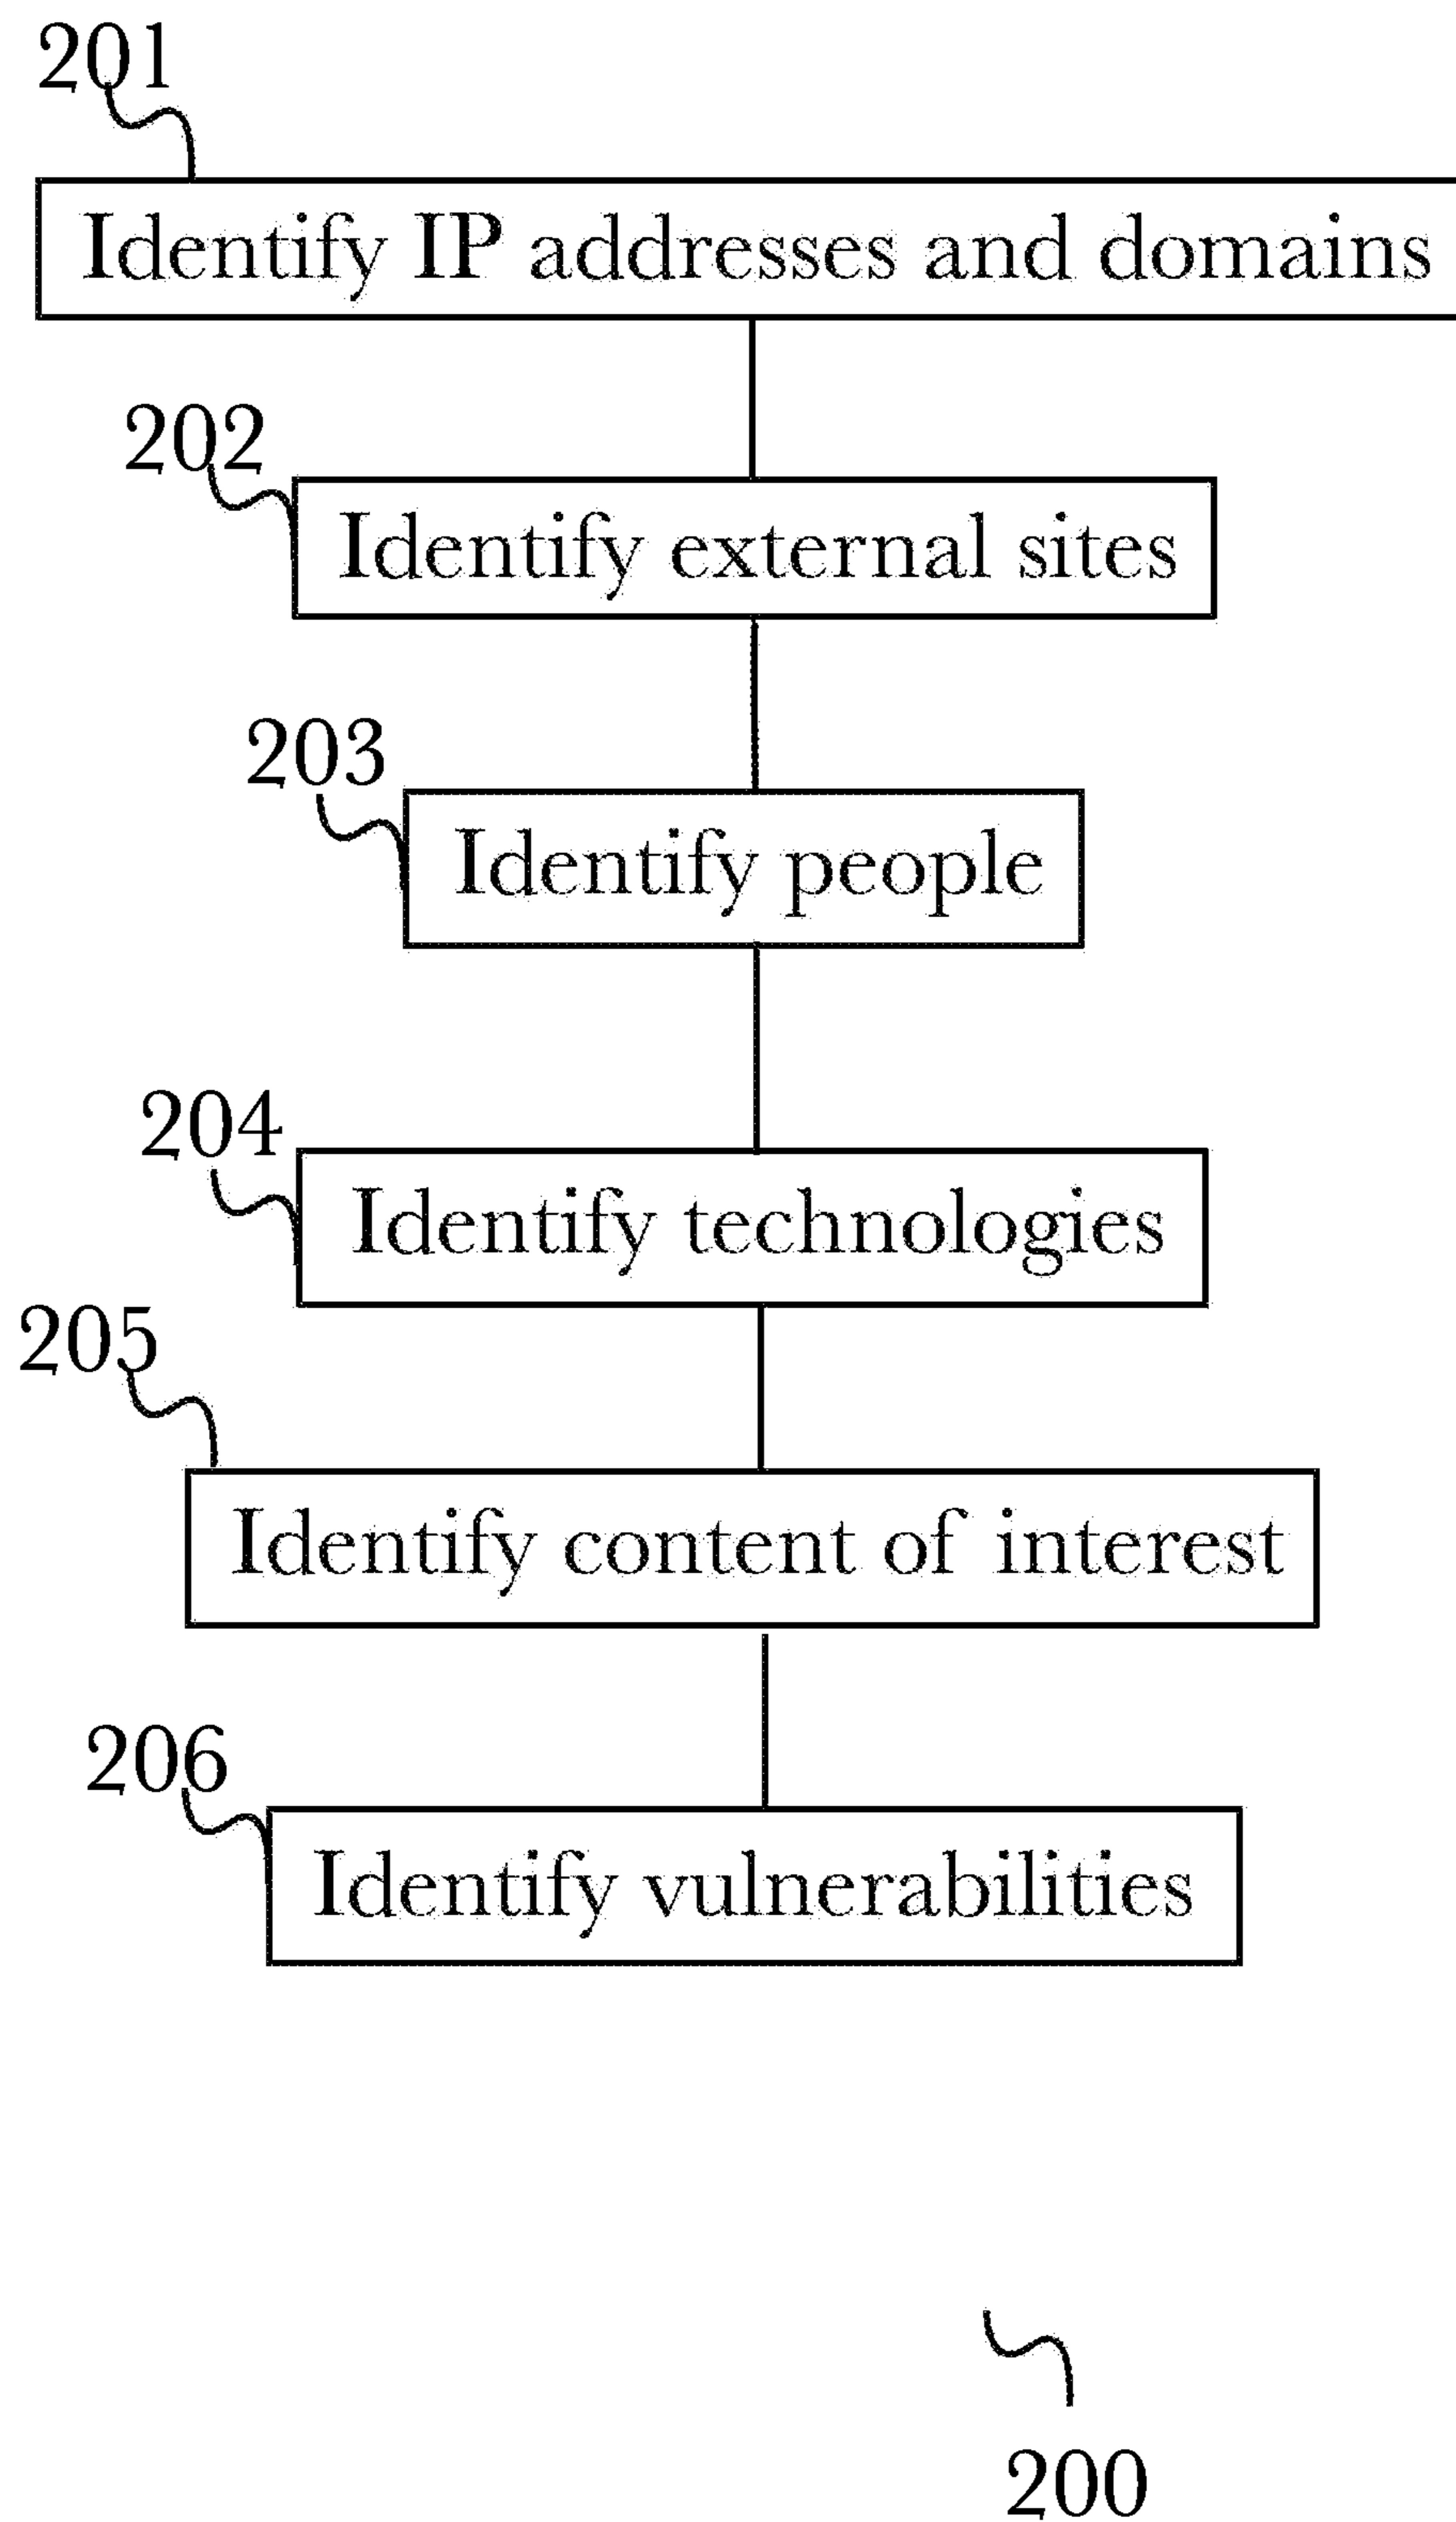 201
Identify IP addresses and domains
202
Identify external sites
203
Identify people
204
Identify technologies
205
Identify content of interest
206
Identify vulnerabilities
200